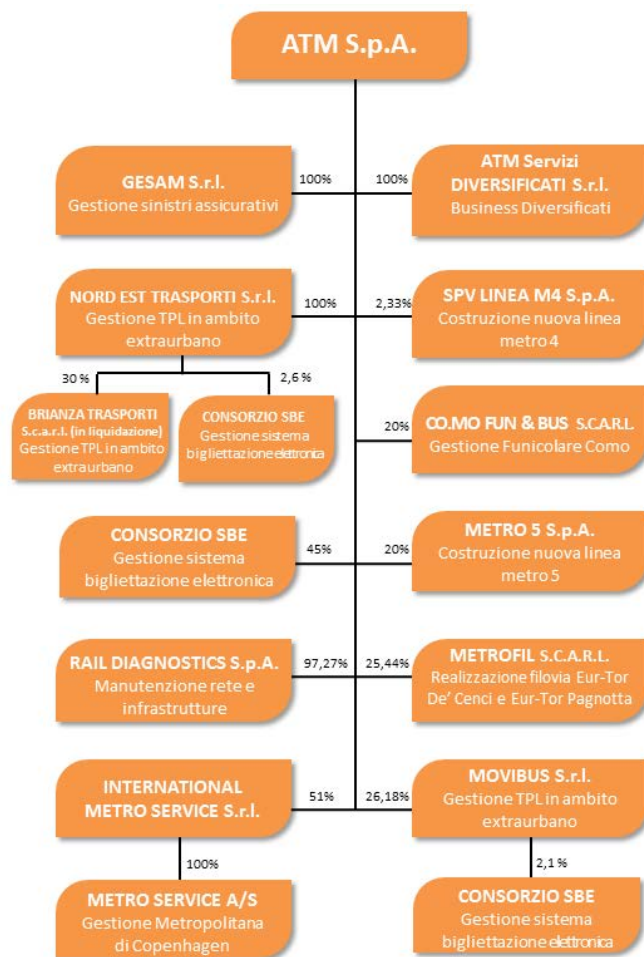 ATM S.p.A.
GESAM S.r.l.
Gestione sinistri assicurativi
100%
100%
ATM Servizi
DIVERSIFICATI S.r.l.
Business Diversificati
NORD EST TRASPORTI S.r.l.
Gestione TPL in ambito
extraurbano
100%
2,33%
SPV LINEA M4 S.p.A.
Costruzione nuova linea
metro 4
30 %
2,6 %
BRIANZA TRASPORTI
S.c.a.r.l. (in liquidazione)
Gestione TPL in ambito
extraurbano
CONSORZIO SBE
Gestione sistema
bigliettazione elettronica
20%
CO.MO FUN & BUS S.C.A.R.L.
Gestione Funicolare Como
CONSORZIO SBE
Gestione sistema
bigliettazione elettronica
45%
20%
METRO 5 S.p.A.
Costruzione nuova linea
metro 5
RAIL DIAGNOSTICS S.p.A.
Manutenzione rete e
infrastrutture
97,27%
25,44%
METROFIL S.C.A.R.L.
Realizzazione filovia Eur-Tor
De' Cenci e Eur-Tor Pagnotta
INTERNATIONAL
METRO SERVICE S.r.l.
51%
26,18%
MOVIBUS S.r.l.
Gestione TPL in ambito
extraurbano
100%
2,1 %
METRO SERVICE A/S
Gestione Metropolitana
di Copenhagen
CONSORZIO SBE
Gestione sistema
bigliettazione elettronica